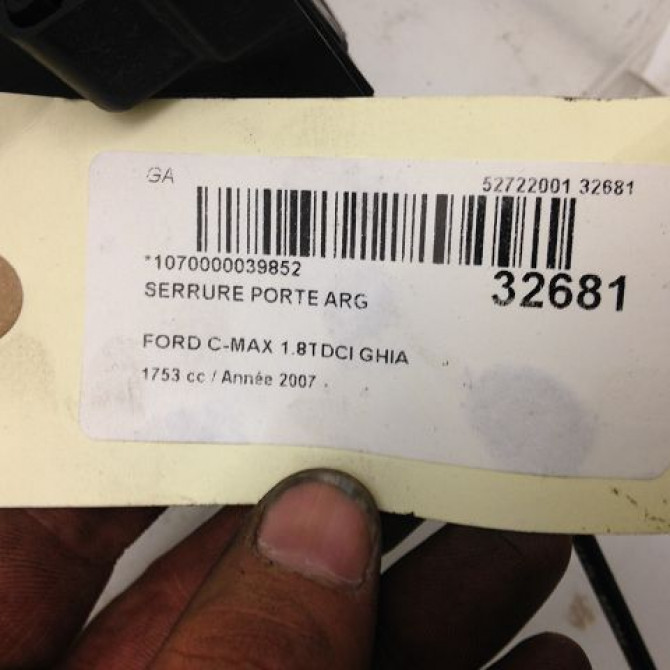 GA
52722001 32681
*1070000039852
32681
SERRURE PORTE ARG
FORD C-MAX 1.8TDCI GHIA
1753 cc / Année 2007